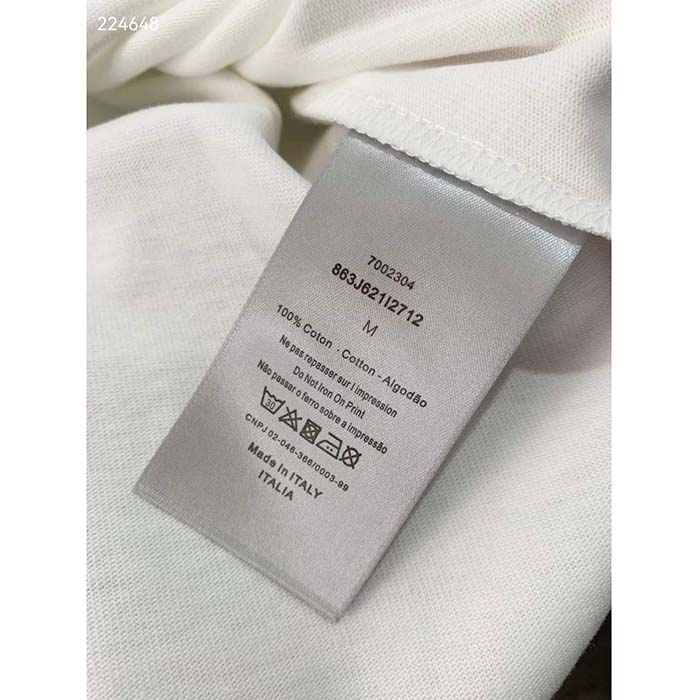 224648
7002304
863J621I2712
M
100% Coton - Cotton - Algodão
Ne pas repasser sur l impression
Do Not Iron On Print
Não passar o ferro sobre a impressão
30
CNPJ 02-046-366/0003-99
Made in ITALY
ITALIA